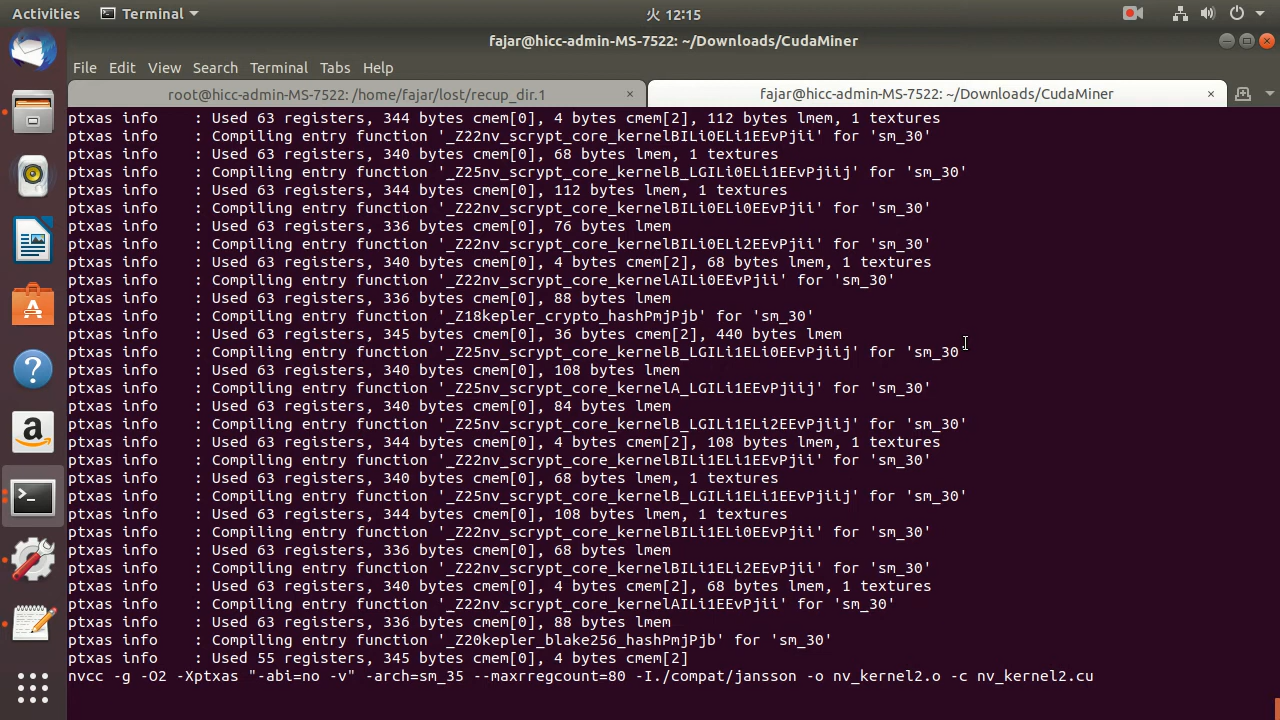 Activities
Terminal
火 12:15
fajar@hicc-admin-MS-7522: ~/Downloads/CudaMiner
File Edit View Search Terminal Tabs Help
root@hicc-admin-MS-7522: /home/fajar/lost/recup_dir.1 ×
fajar@hicc-admin-MS-7522: ~/Downloads/CudaMiner ×
ptxas info    : Used 63 registers, 344 bytes cmem[0], 4 bytes cmem[2], 112 bytes lmem, 1 textures
ptxas info    : Compiling entry function '_Z22nv_scrypt_core_kernelBILi0ELi1EEvPjii' for 'sm_30'
ptxas info    : Used 63 registers, 340 bytes cmem[0], 68 bytes lmem, 1 textures
ptxas info    : Compiling entry function '_Z25nv_scrypt_core_kernelB_LGILi0ELi1EEvPjiij' for 'sm_30'
ptxas info    : Used 63 registers, 344 bytes cmem[0], 112 bytes lmem, 1 textures
ptxas info    : Compiling entry function '_Z22nv_scrypt_core_kernelBILi0ELi0EEvPjii' for 'sm_30'
ptxas info    : Used 63 registers, 336 bytes cmem[0], 76 bytes lmem
ptxas info    : Compiling entry function '_Z22nv_scrypt_core_kernelBILi0ELi2EEvPjii' for 'sm_30'
ptxas info    : Used 63 registers, 340 bytes cmem[0], 4 bytes cmem[2], 68 bytes lmem, 1 textures
ptxas info    : Compiling entry function '_Z22nv_scrypt_core_kernelAILi0EEvPjii' for 'sm_30'
ptxas info    : Used 63 registers, 336 bytes cmem[0], 88 bytes lmem
ptxas info    : Compiling entry function '_Z18kepler_crypto_hashPmjPjb' for 'sm_30'
ptxas info    : Used 63 registers, 345 bytes cmem[0], 36 bytes cmem[2], 440 bytes lmem
ptxas info    : Compiling entry function '_Z25nv_scrypt_core_kernelB_LGILi1ELi0EEvPjiij' for 'sm_30'
ptxas info    : Used 63 registers, 340 bytes cmem[0], 108 bytes lmem
ptxas info    : Compiling entry function '_Z25nv_scrypt_core_kernelA_LGILi1EEvPjiij' for 'sm_30'
ptxas info    : Used 63 registers, 340 bytes cmem[0], 84 bytes lmem
ptxas info    : Compiling entry function '_Z25nv_scrypt_core_kernelB_LGILi1ELi2EEvPjiij' for 'sm_30'
ptxas info    : Used 63 registers, 344 bytes cmem[0], 4 bytes cmem[2], 108 bytes lmem, 1 textures
ptxas info    : Compiling entry function '_Z22nv_scrypt_core_kernelBILi1ELi1EEvPjii' for 'sm_30'
ptxas info    : Used 63 registers, 340 bytes cmem[0], 68 bytes lmem, 1 textures
ptxas info    : Compiling entry function '_Z25nv_scrypt_core_kernelB_LGILi1ELi1EEvPjiij' for 'sm_30'
ptxas info    : Used 63 registers, 344 bytes cmem[0], 108 bytes lmem, 1 textures
ptxas info    : Compiling entry function '_Z22nv_scrypt_core_kernelBILi1ELi0EEvPjii' for 'sm_30'
ptxas info    : Used 63 registers, 336 bytes cmem[0], 68 bytes lmem
ptxas info    : Compiling entry function '_Z22nv_scrypt_core_kernelBILi1ELi2EEvPjii' for 'sm_30'
ptxas info    : Used 63 registers, 340 bytes cmem[0], 4 bytes cmem[2], 68 bytes lmem, 1 textures
ptxas info    : Compiling entry function '_Z22nv_scrypt_core_kernelAILi1EEvPjii' for 'sm_30'
ptxas info    : Used 63 registers, 336 bytes cmem[0], 88 bytes lmem
ptxas info    : Compiling entry function '_Z20kepler_blake256_hashPmjPjb' for 'sm_30'
ptxas info    : Used 55 registers, 345 bytes cmem[0], 4 bytes cmem[2]
nvcc -g -O2 -Xptxas "-abi=no -v" -arch=sm_35 --maxrregcount=80 -I./compat/jansson -o nv_kernel2.o -c nv_kernel2.cu